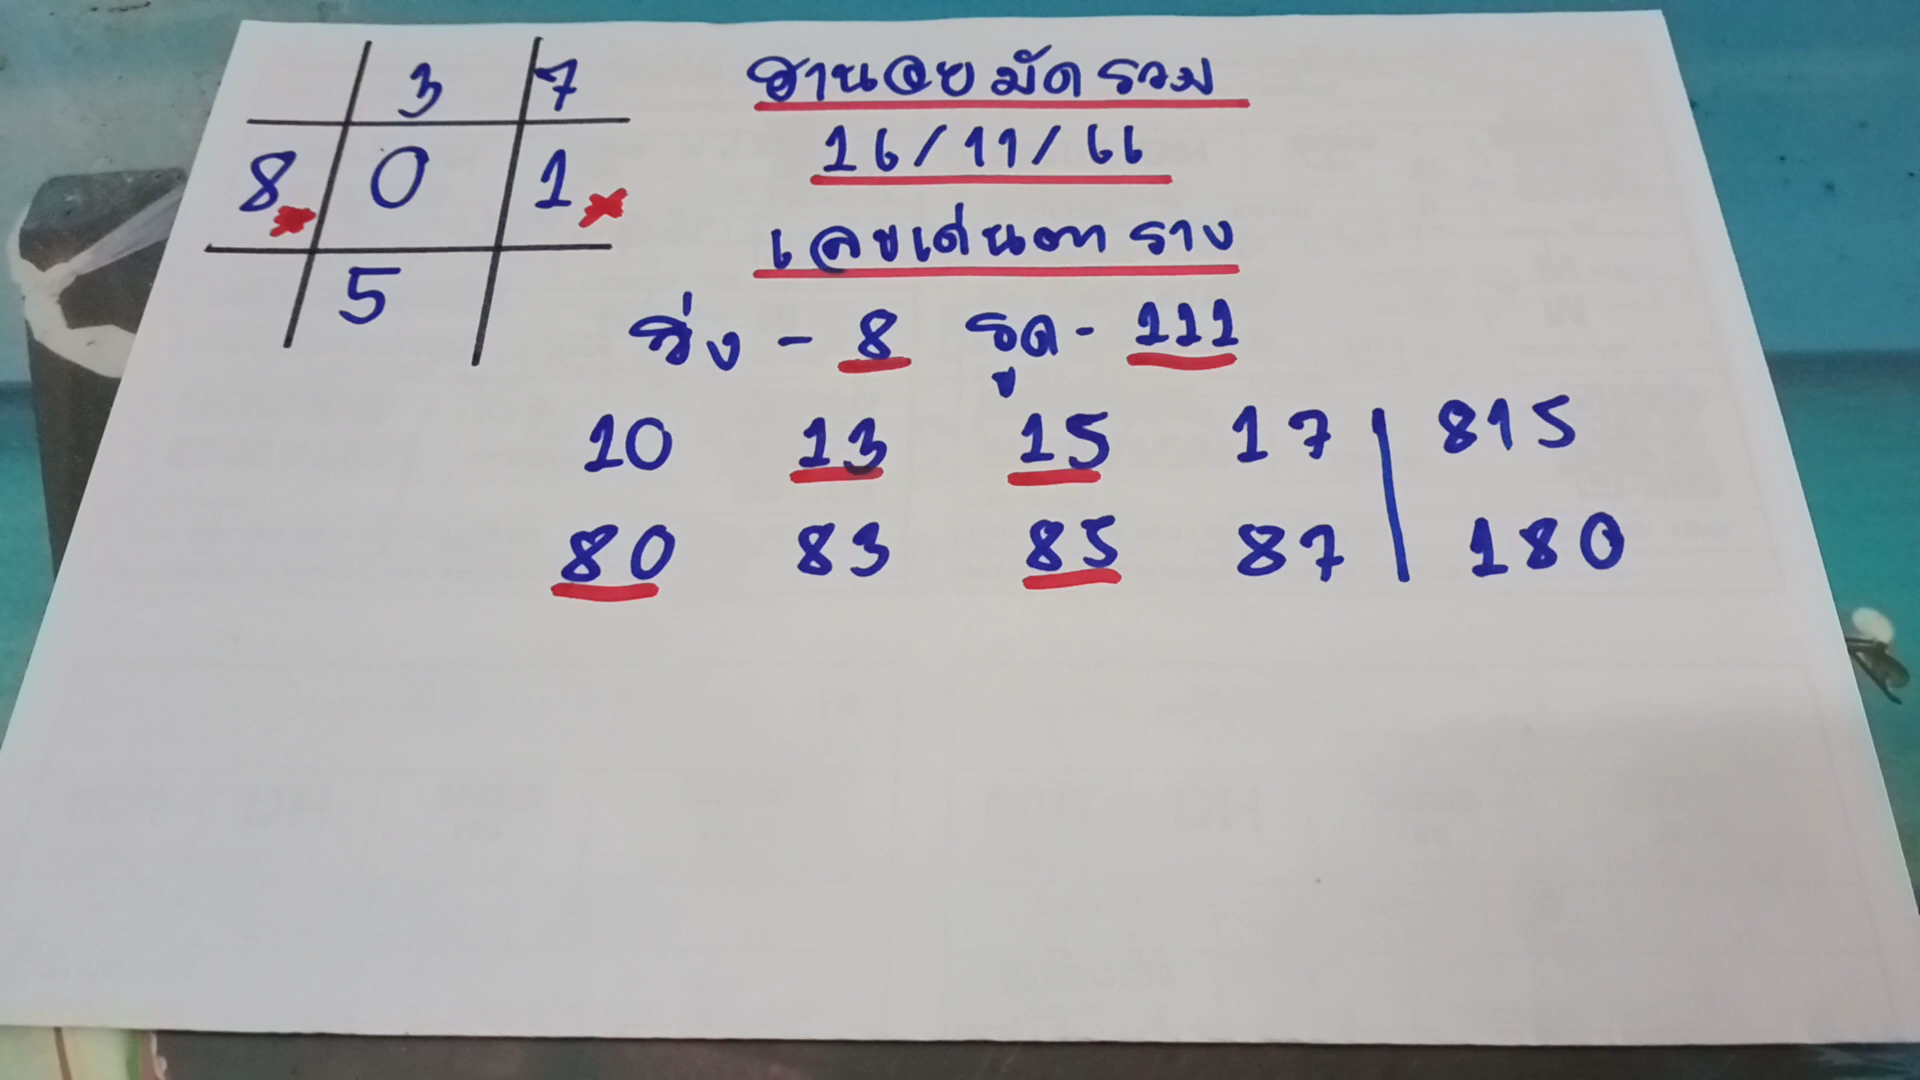 3 7
8 0 1
5
ฮานอยมัดรวม
16/11/66
เลขเด่นตาราง
วิ่ง - 8 รูด - 111
10 13 15 17 815
80 83 85 87 180